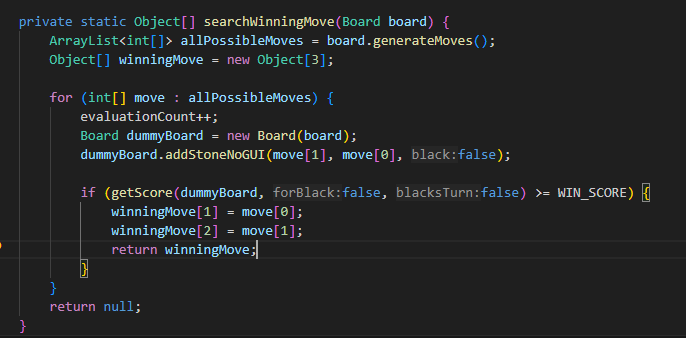 private static Object[] searchWinningMove(Board board) {
    ArrayList<int[]> allPossibleMoves = board.generateMoves();
    Object[] winningMove = new Object[3];

    for (int[] move : allPossibleMoves) {
        evaluationCount++;
        Board dummyBoard = new Board(board);
        dummyBoard.addStoneNoGUI(move[1], move[0], black:false);

        if (getScore(dummyBoard, forBlack:false, blacksTurn:false) >= WIN_SCORE) {
            winningMove[1] = move[0];
            winningMove[2] = move[1];
            return winningMove;
        }
    }
    return null;
}